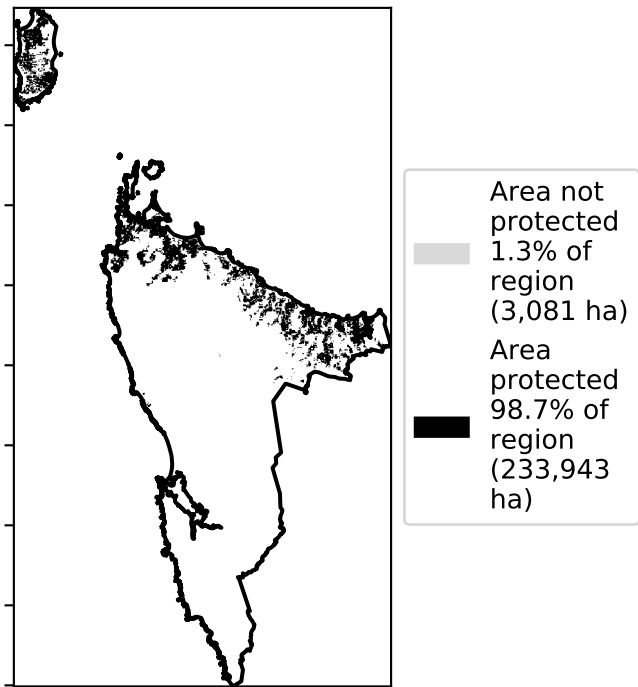 Area not
protected
1.3% of
region
(3,081 ha)
Area
protected
98.7% of
region
(233,943
ha)